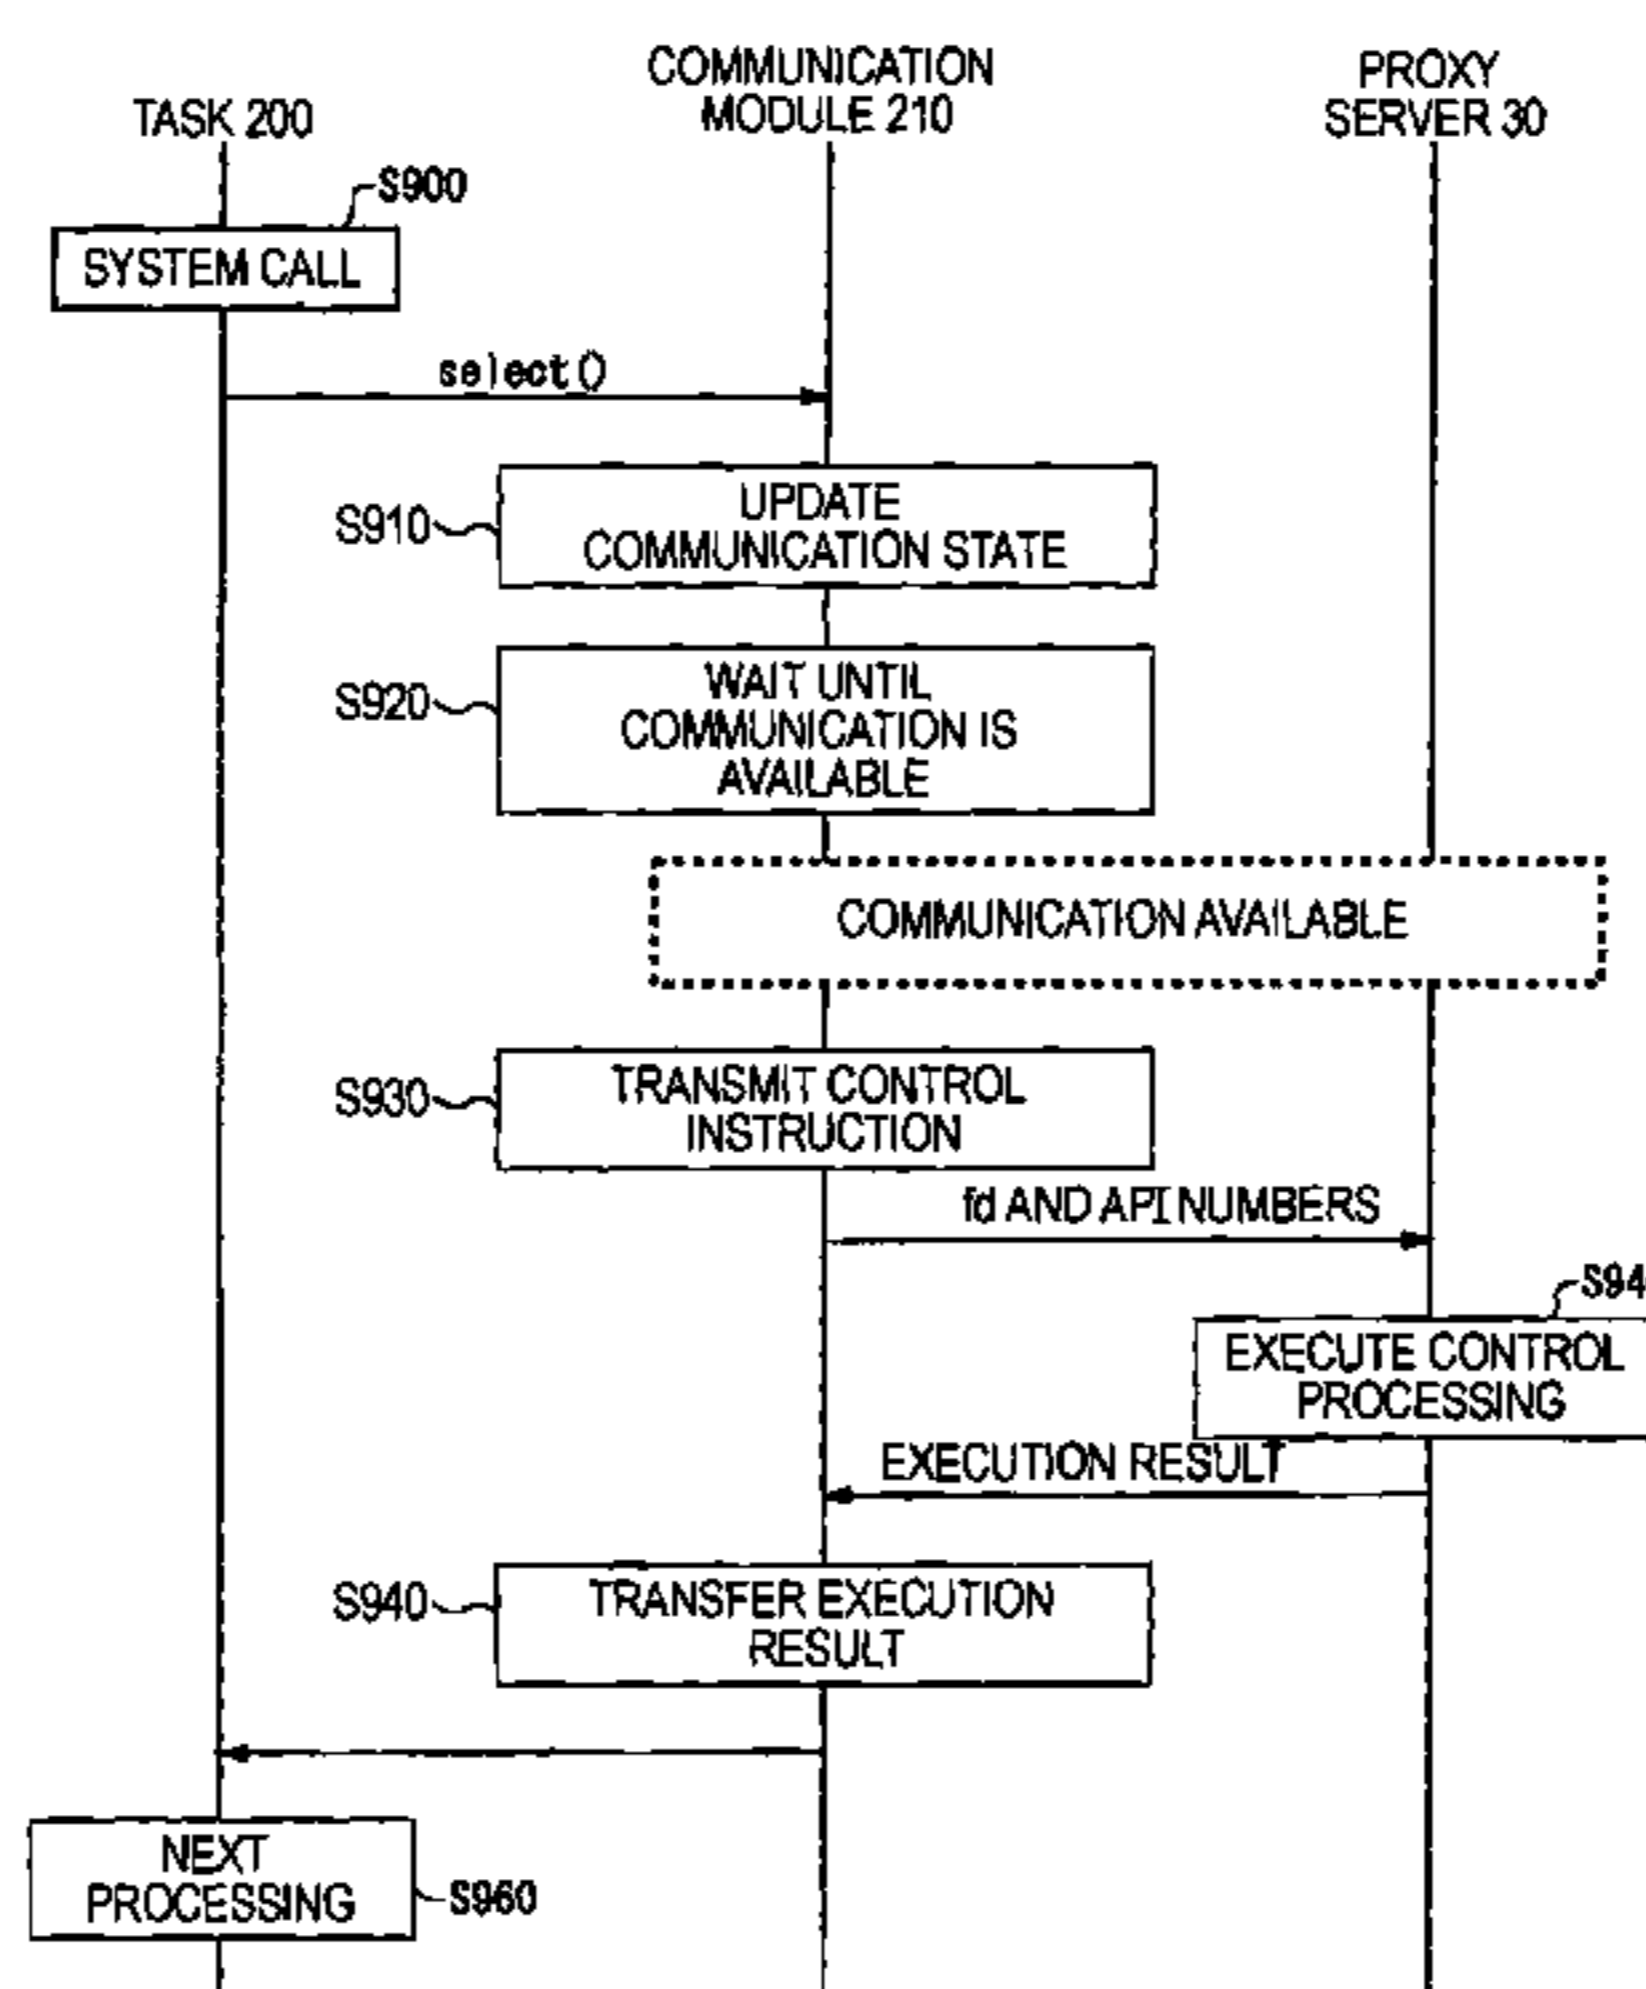 TASK 200
COMMUNICATION
MODULE 210
PROXY
SERVER 30
S900
SYSTEM CALL
select()
S910
UPDATE
COMMUNICATION STATE
S920
WAIT UNTIL
COMMUNICATION IS
AVAILABLE
COMMUNICATION AVAILABLE
S930
TRANSMIT CONTROL
INSTRUCTION
fd AND API NUMBERS
S94
EXECUTE CONTROL
PROCESSING
EXECUTION RESULT
S940
TRANSFER EXECUTION
RESULT
NEXT
PROCESSING
S960